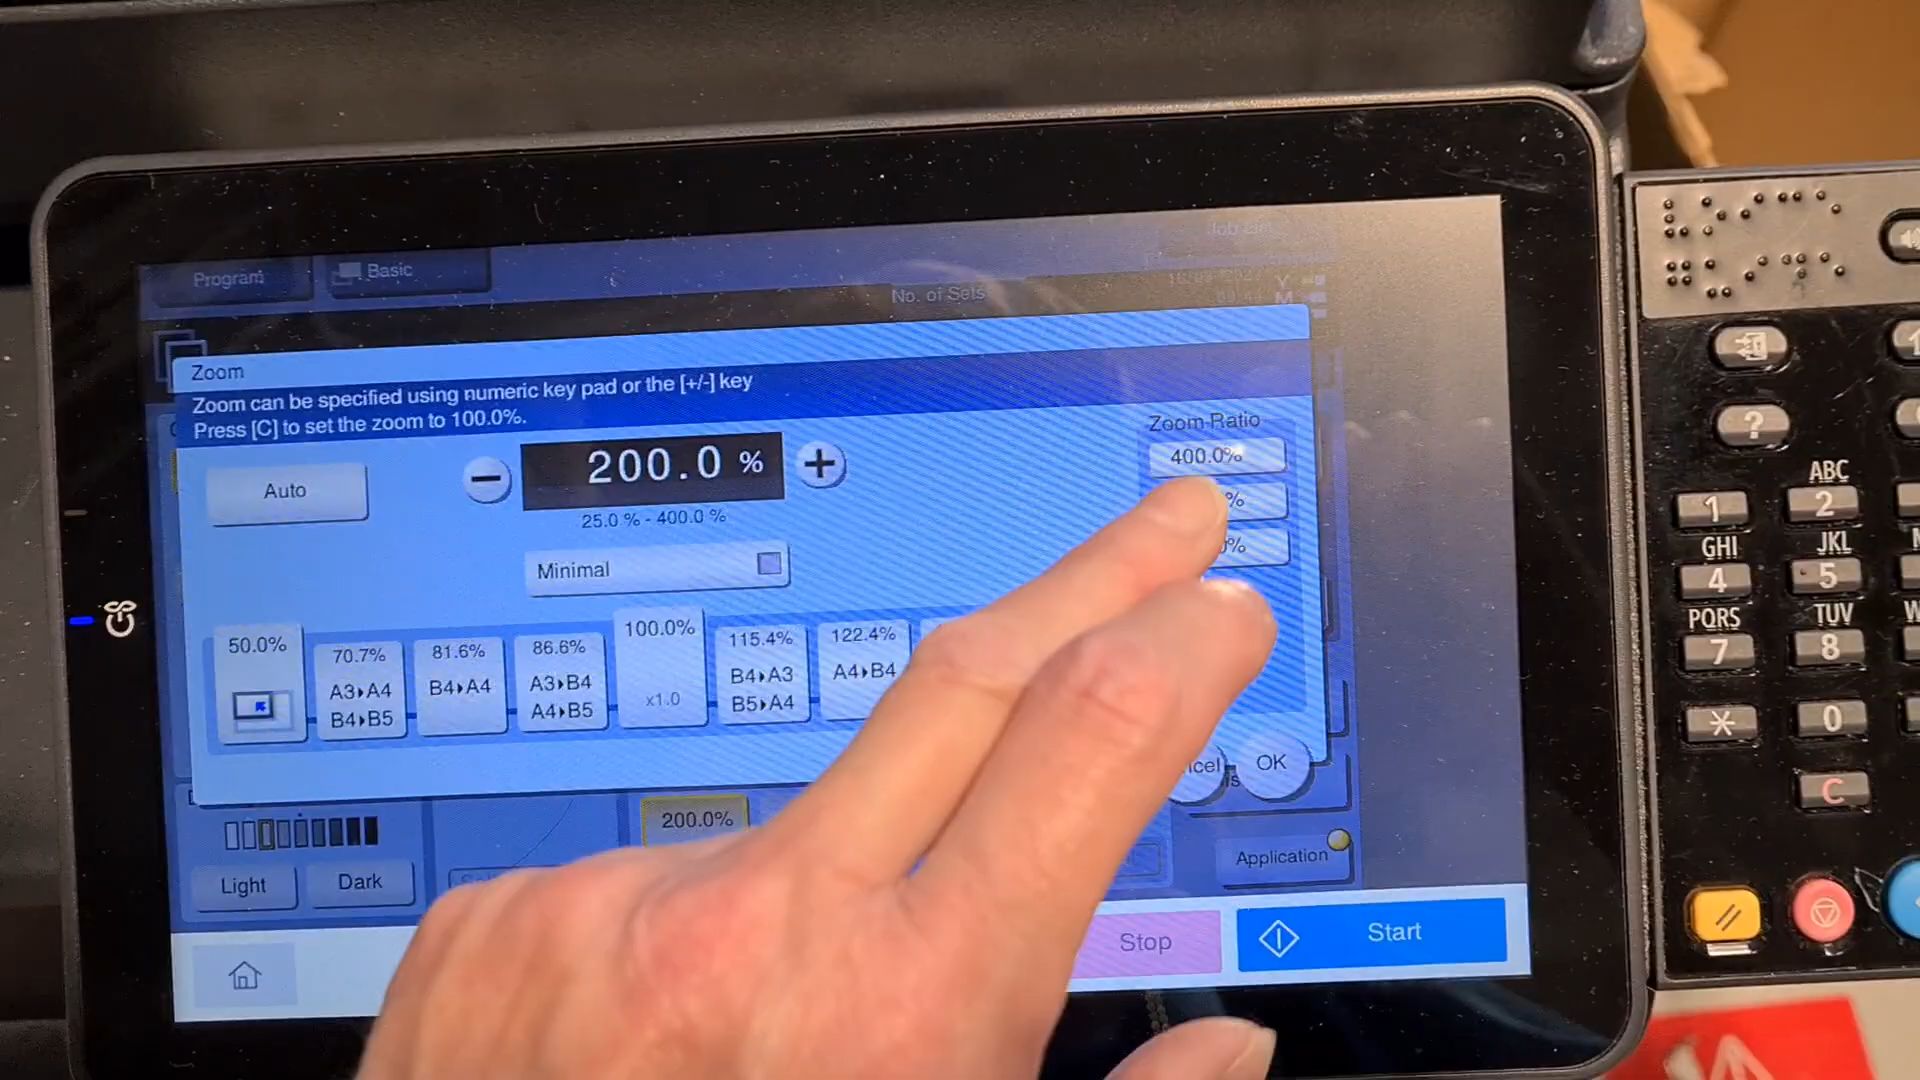 Program
Basic
Job List
No. of Sets
Zoom
Zoom can be specified using numeric key pad or the [+/-] key
Press [C] to set the zoom to 100.0%.
Zoom Ratio
400.0%
%
%
Auto
−
200.0 %
+
25.0 % - 400.0 %
Minimal
50.0%
70.7%
A3▸A4
B4▸B5
81.6%
B4▸A4
86.6%
A3▸B4
A4▸B5
100.0%
x1.0
115.4%
B4▸A3
B5▸A4
122.4%
A4▸B4
OK
200.0%
Light
Dark
Application
Stop
Start
?
ABC
1
2
GHI
JKL
4
5
PQRS
TUV
7
8
*
0
C